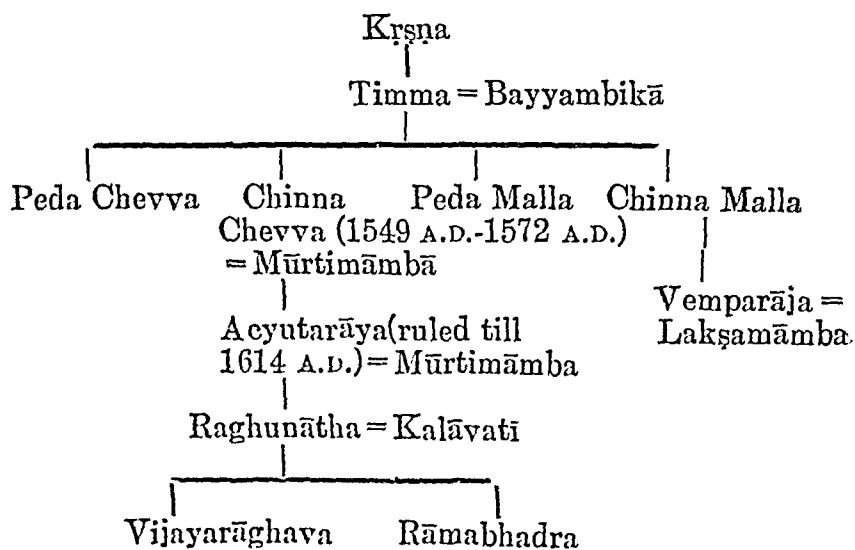 Kṛṣṇa
Timma = Bayyambikā
Peda Chevva Chinna Peda Malla Chinna Malla
Chevva (1549 A.D.-1572 A.D.)
= Mūrtimāmbā
Vemparāja =
Lakṣamāmba
Acyutarāya(ruled till
1614 A.D.)= Mūrtimāmba
Raghunātha = Kalāvatī
Vijayarāghava Rāmabhadra